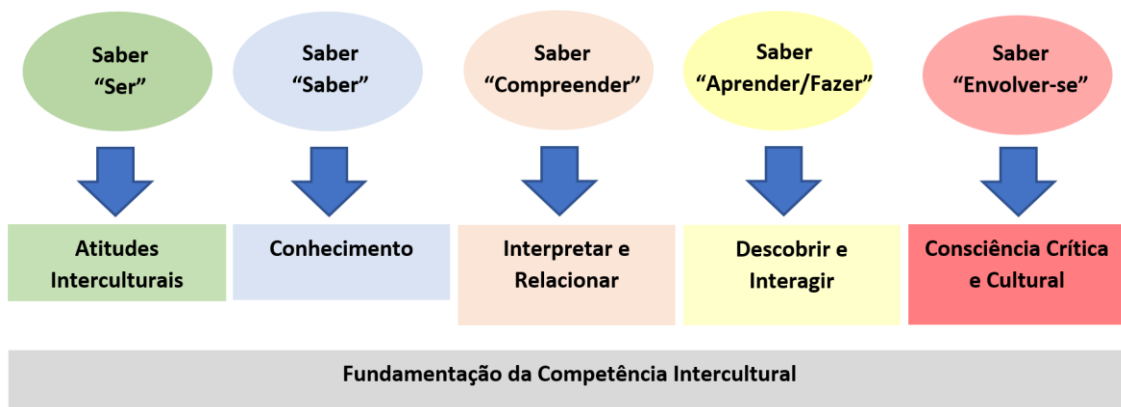 Saber
“Ser”
Saber
“Saber”
Saber
“Compreender”
Saber
“Aprender/Fazer”
Saber
“Envolver-se”
Atitudes
Interculturais
Conhecimento
Interpretar e
Relacionar
Descobrir e
Interagir
Consciência Crítica
e Cultural
Fundamentação da Competência Intercultural